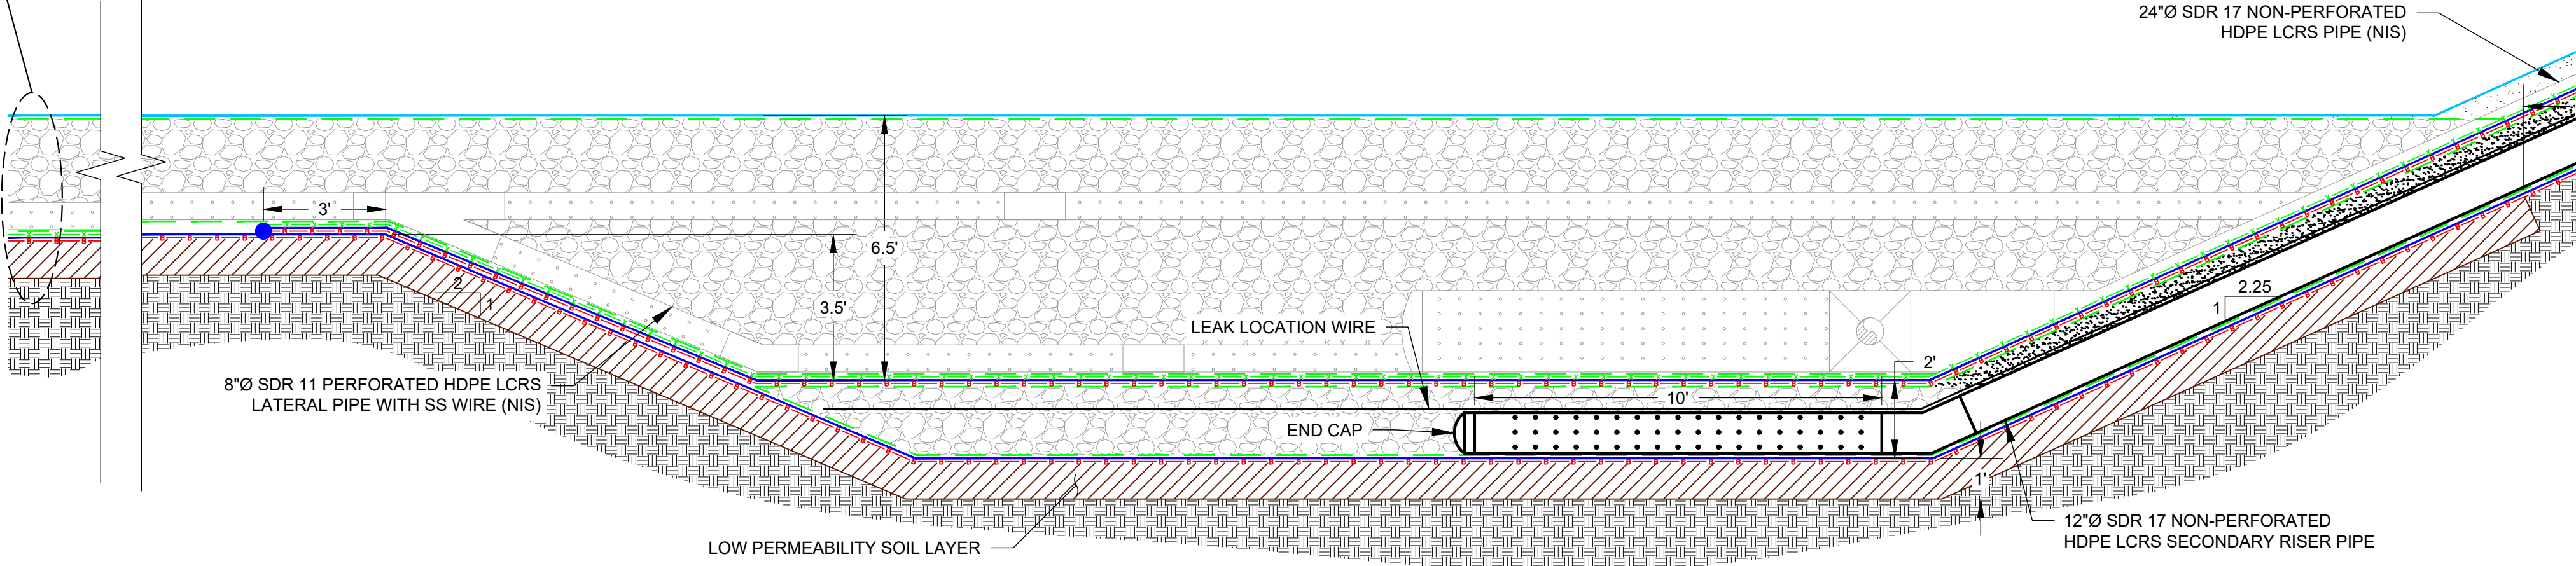 24"Ø SDR 17 NON-PERFORATED
HDPE LCRS PIPE (NIS)
3'
6.5'
2
1
3.5'
2.25
1
LEAK LOCATION WIRE
2'
8"Ø SDR 11 PERFORATED HDPE LCRS
LATERAL PIPE WITH SS WIRE (NIS)
10'
END CAP
1'
12"Ø SDR 17 NON-PERFORATED
HDPE LCRS SECONDARY RISER PIPE
LOW PERMEABILITY SOIL LAYER